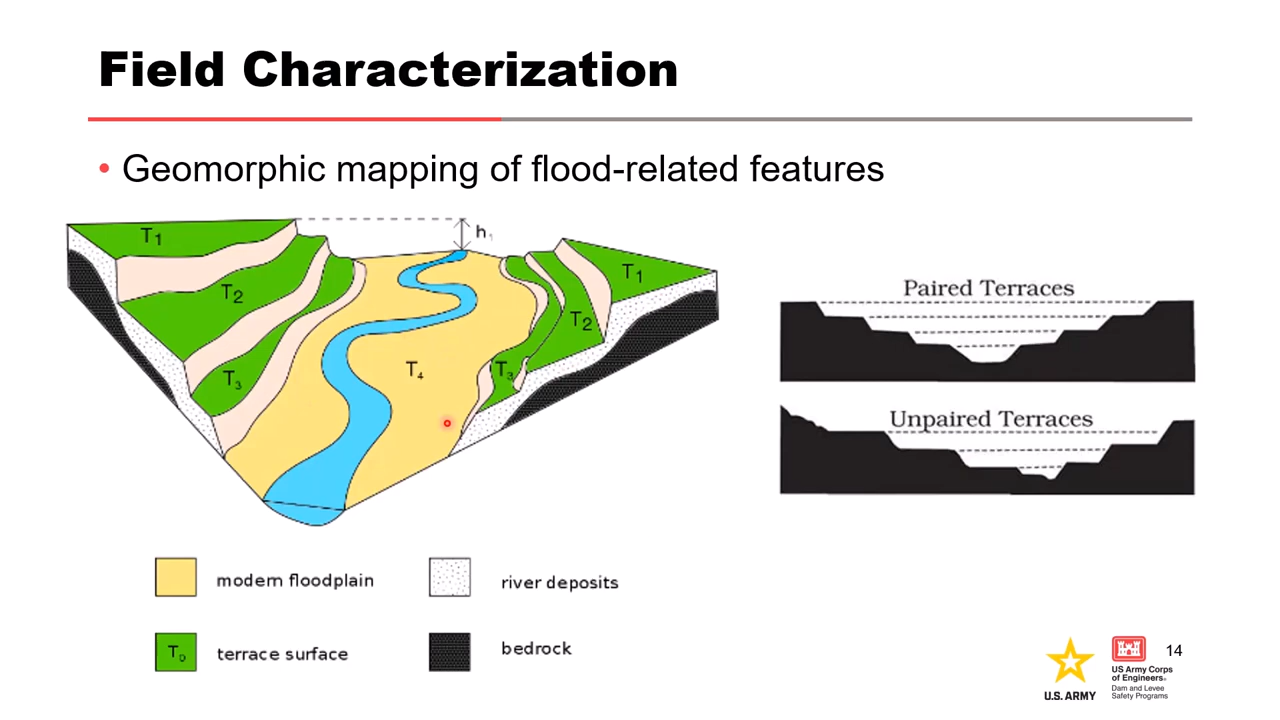 Field Characterization
• Geomorphic mapping of flood-related features
T1
h1
T2
T3
T4
T1
T2
T3
Paired Terraces
Unpaired Terraces
modern floodplain
river deposits
T0
terrace surface
bedrock
U.S. ARMY
US Army Corps
of Engineers®
Dam and Levee
Safety Programs
14